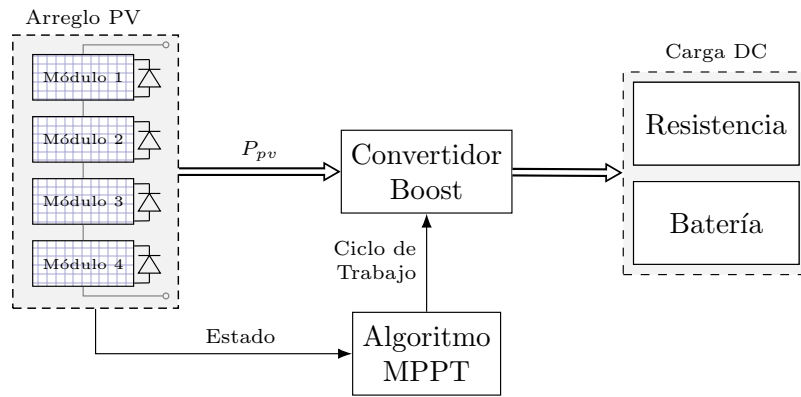 Arreglo PV
Módulo 1
Módulo 2
Módulo 3
Módulo 4
P_pv
Convertidor
Boost
Carga DC
Resistencia
Batería
Ciclo de
Trabajo
Estado
Algoritmo
MPPT